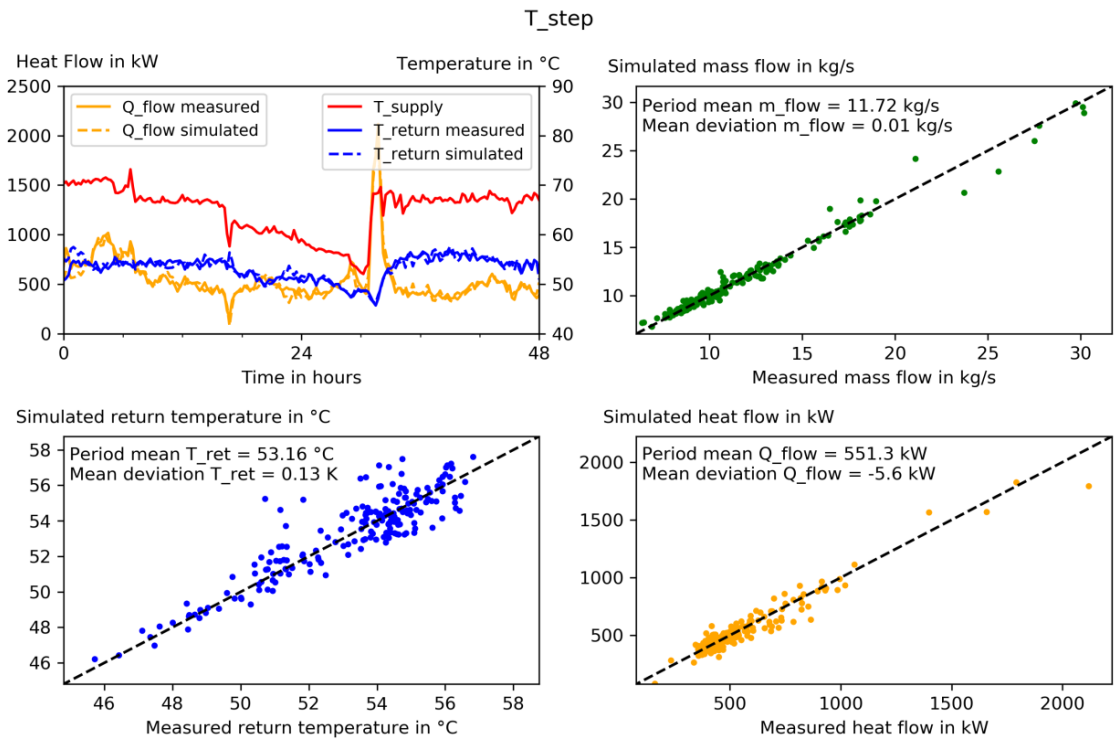 T_step
Heat Flow in kW
Temperature in °C
2500
2000
1500
1000
500
0
90
80
70
60
50
40
Q_flow measured
Q_flow simulated
T_supply
T_return measured
T_return simulated
0
24
48
Time in hours
Simulated mass flow in kg/s
Period mean m_flow = 11.72 kg/s
Mean deviation m_flow = 0.01 kg/s
30
25
20
15
10
10
15
20
25
30
Measured mass flow in kg/s
Simulated return temperature in °C
Period mean T_ret = 53.16 °C
Mean deviation T_ret = 0.13 K
58
56
54
52
50
48
46
46
48
50
52
54
56
58
Measured return temperature in °C
Simulated heat flow in kW
Period mean Q_flow = 551.3 kW
Mean deviation Q_flow = -5.6 kW
2000
1500
1000
500
500
1000
1500
2000
Measured heat flow in kW